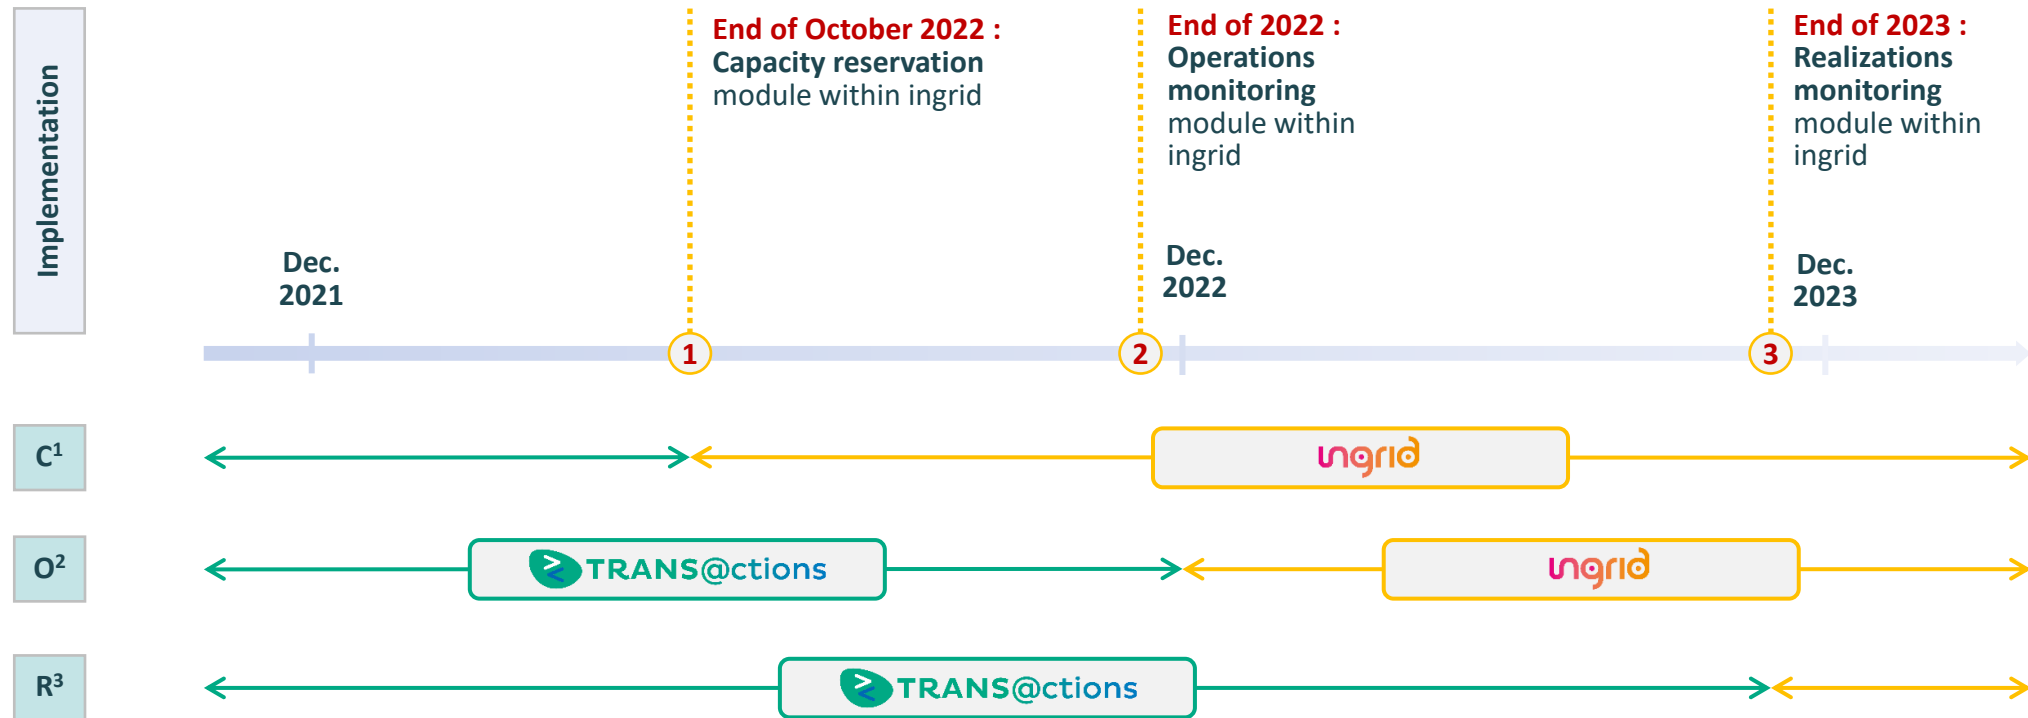 Implementation
End of October 2022 :
Capacity reservation
module within ingrid
End of 2022 :
Operations
monitoring
module within
ingrid
End of 2023 :
Realizations
monitoring
module within
ingrid
Dec.
2021
Dec.
2022
Dec.
2023
1
2
3
C¹
ingrid
O²
TRANS@ctions
ingrid
R³
TRANS@ctions